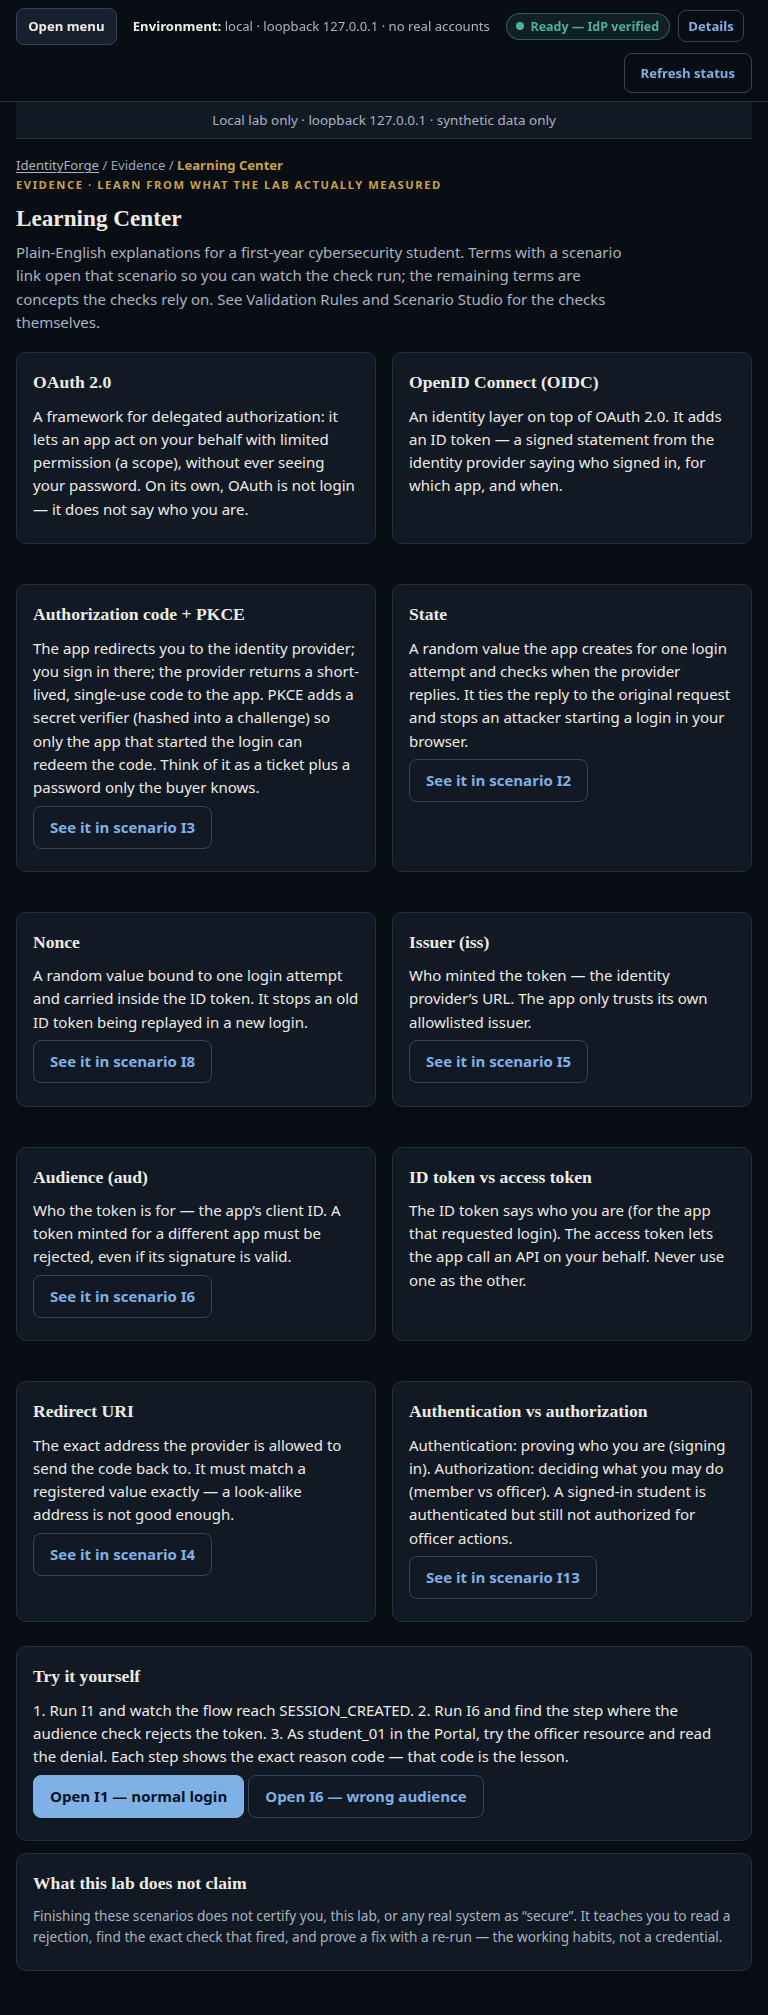 Open menu
Environment: local · loopback 127.0.0.1 · no real accounts
Ready — IdP verified
Details
Refresh status
Local lab only · loopback 127.0.0.1 · synthetic data only
IdentityForge / Evidence / Learning Center
EVIDENCE · LEARN FROM WHAT THE LAB ACTUALLY MEASURED
Learning Center
Plain-English explanations for a first-year cybersecurity student. Terms with a scenario
link open that scenario so you can watch the check run; the remaining terms are
concepts the checks rely on. See Validation Rules and Scenario Studio for the checks
themselves.
OAuth 2.0
A framework for delegated authorization: it
lets an app act on your behalf with limited
permission (a scope), without ever seeing
your password. On its own, OAuth is not login
— it does not say who you are.
OpenID Connect (OIDC)
An identity layer on top of OAuth 2.0. It adds
an ID token — a signed statement from the
identity provider saying who signed in, for
which app, and when.
Authorization code + PKCE
The app redirects you to the identity provider;
you sign in there; the provider returns a short-
lived, single-use code to the app. PKCE adds a
secret verifier (hashed into a challenge) so
only the app that started the login can
redeem the code. Think of it as a ticket plus a
password only the buyer knows.
See it in scenario I3
State
A random value the app creates for one login
attempt and checks when the provider
replies. It ties the reply to the original request
and stops an attacker starting a login in your
browser.
See it in scenario I2
Nonce
A random value bound to one login attempt
and carried inside the ID token. It stops an old
ID token being replayed in a new login.
See it in scenario I8
Issuer (iss)
Who minted the token — the identity
provider’s URL. The app only trusts its own
allowlisted issuer.
See it in scenario I5
Audience (aud)
Who the token is for — the app’s client ID. A
token minted for a different app must be
rejected, even if its signature is valid.
See it in scenario I6
ID token vs access token
The ID token says who you are (for the app
that requested login). The access token lets
the app call an API on your behalf. Never use
one as the other.
Redirect URI
The exact address the provider is allowed to
send the code back to. It must match a
registered value exactly — a look-alike
address is not good enough.
See it in scenario I4
Authentication vs authorization
Authentication: proving who you are (signing
in). Authorization: deciding what you may do
(member vs officer). A signed-in student is
authenticated but still not authorized for
officer actions.
See it in scenario I13
Try it yourself
1. Run I1 and watch the flow reach SESSION_CREATED. 2. Run I6 and find the step where the
audience check rejects the token. 3. As student_01 in the Portal, try the officer resource and read
the denial. Each step shows the exact reason code — that code is the lesson.
Open I1 — normal login
Open I6 — wrong audience
What this lab does not claim
Finishing these scenarios does not certify you, this lab, or any real system as “secure”. It teaches you to read a
rejection, find the exact check that fired, and prove a fix with a re-run — the working habits, not a credential.